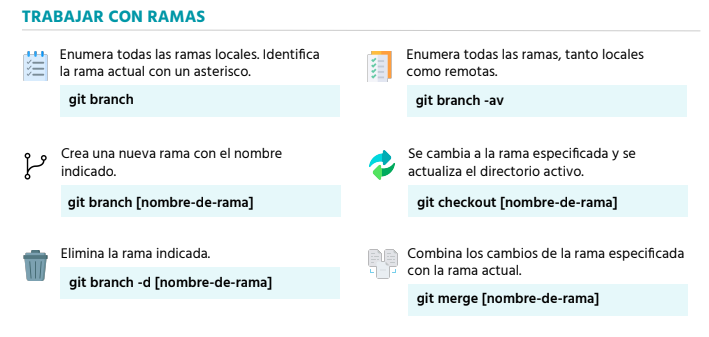 TRABAJAR CON RAMAS
Enumera todas las ramas locales. Identifica
la rama actual con un asterisco.
git branch
Enumera todas las ramas, tanto locales
como remotas.
git branch -av
Crea una nueva rama con el nombre
indicado.
git branch [nombre-de-rama]
Se cambia a la rama especificada y se
actualiza el directorio activo.
git checkout [nombre-de-rama]
Elimina la rama indicada.
git branch -d [nombre-de-rama]
Combina los cambios de la rama especificada
con la rama actual.
git merge [nombre-de-rama]